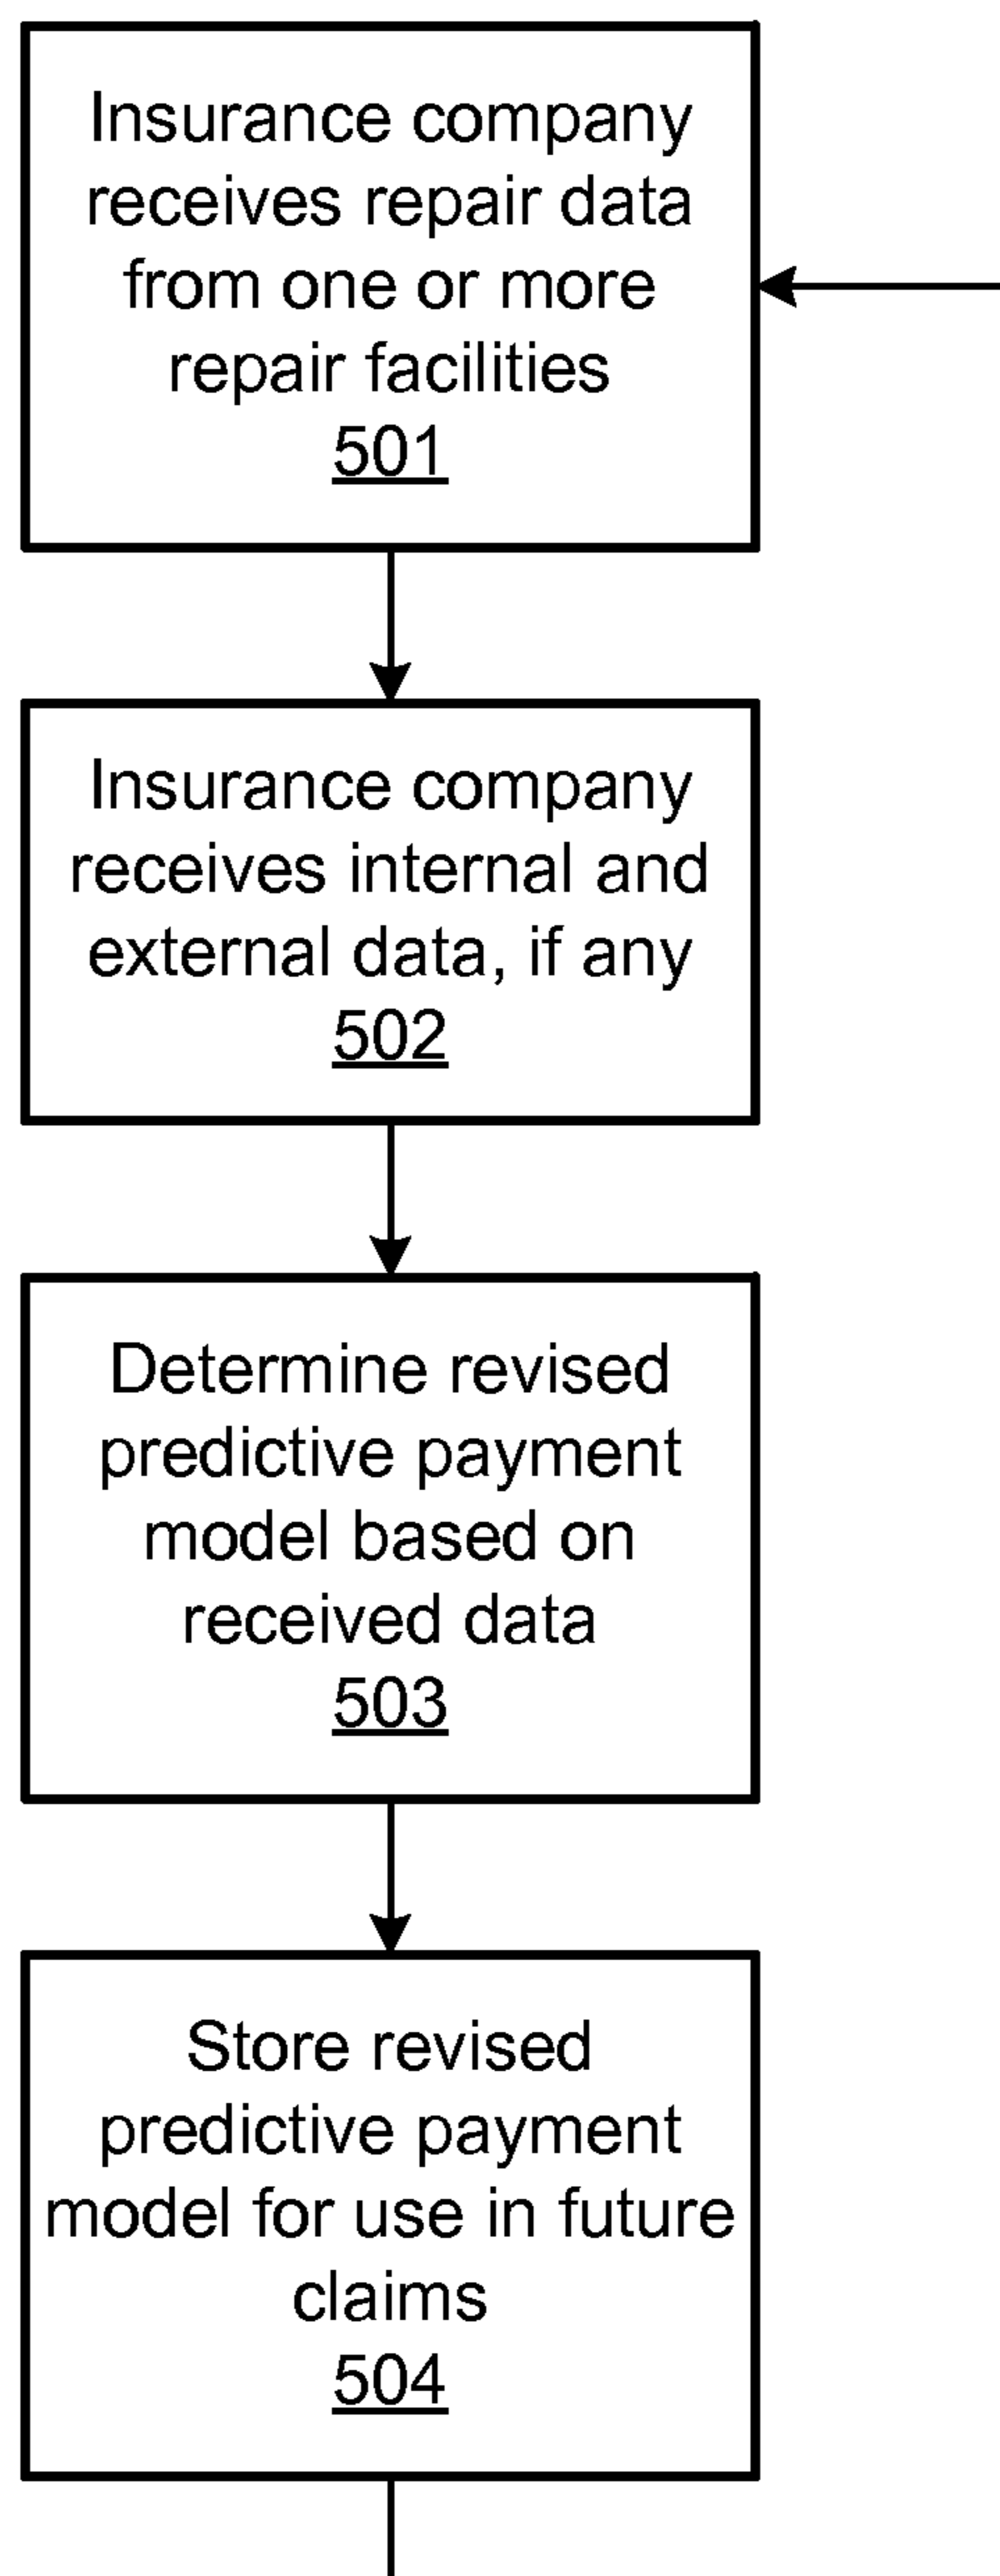 Insurance company
receives repair data
from one or more
repair facilities
501
Insurance company
receives internal and
external data, if any
502
Determine revised
predictive payment
model based on
received data
503
Store revised
predictive payment
model for use in future
claims
504